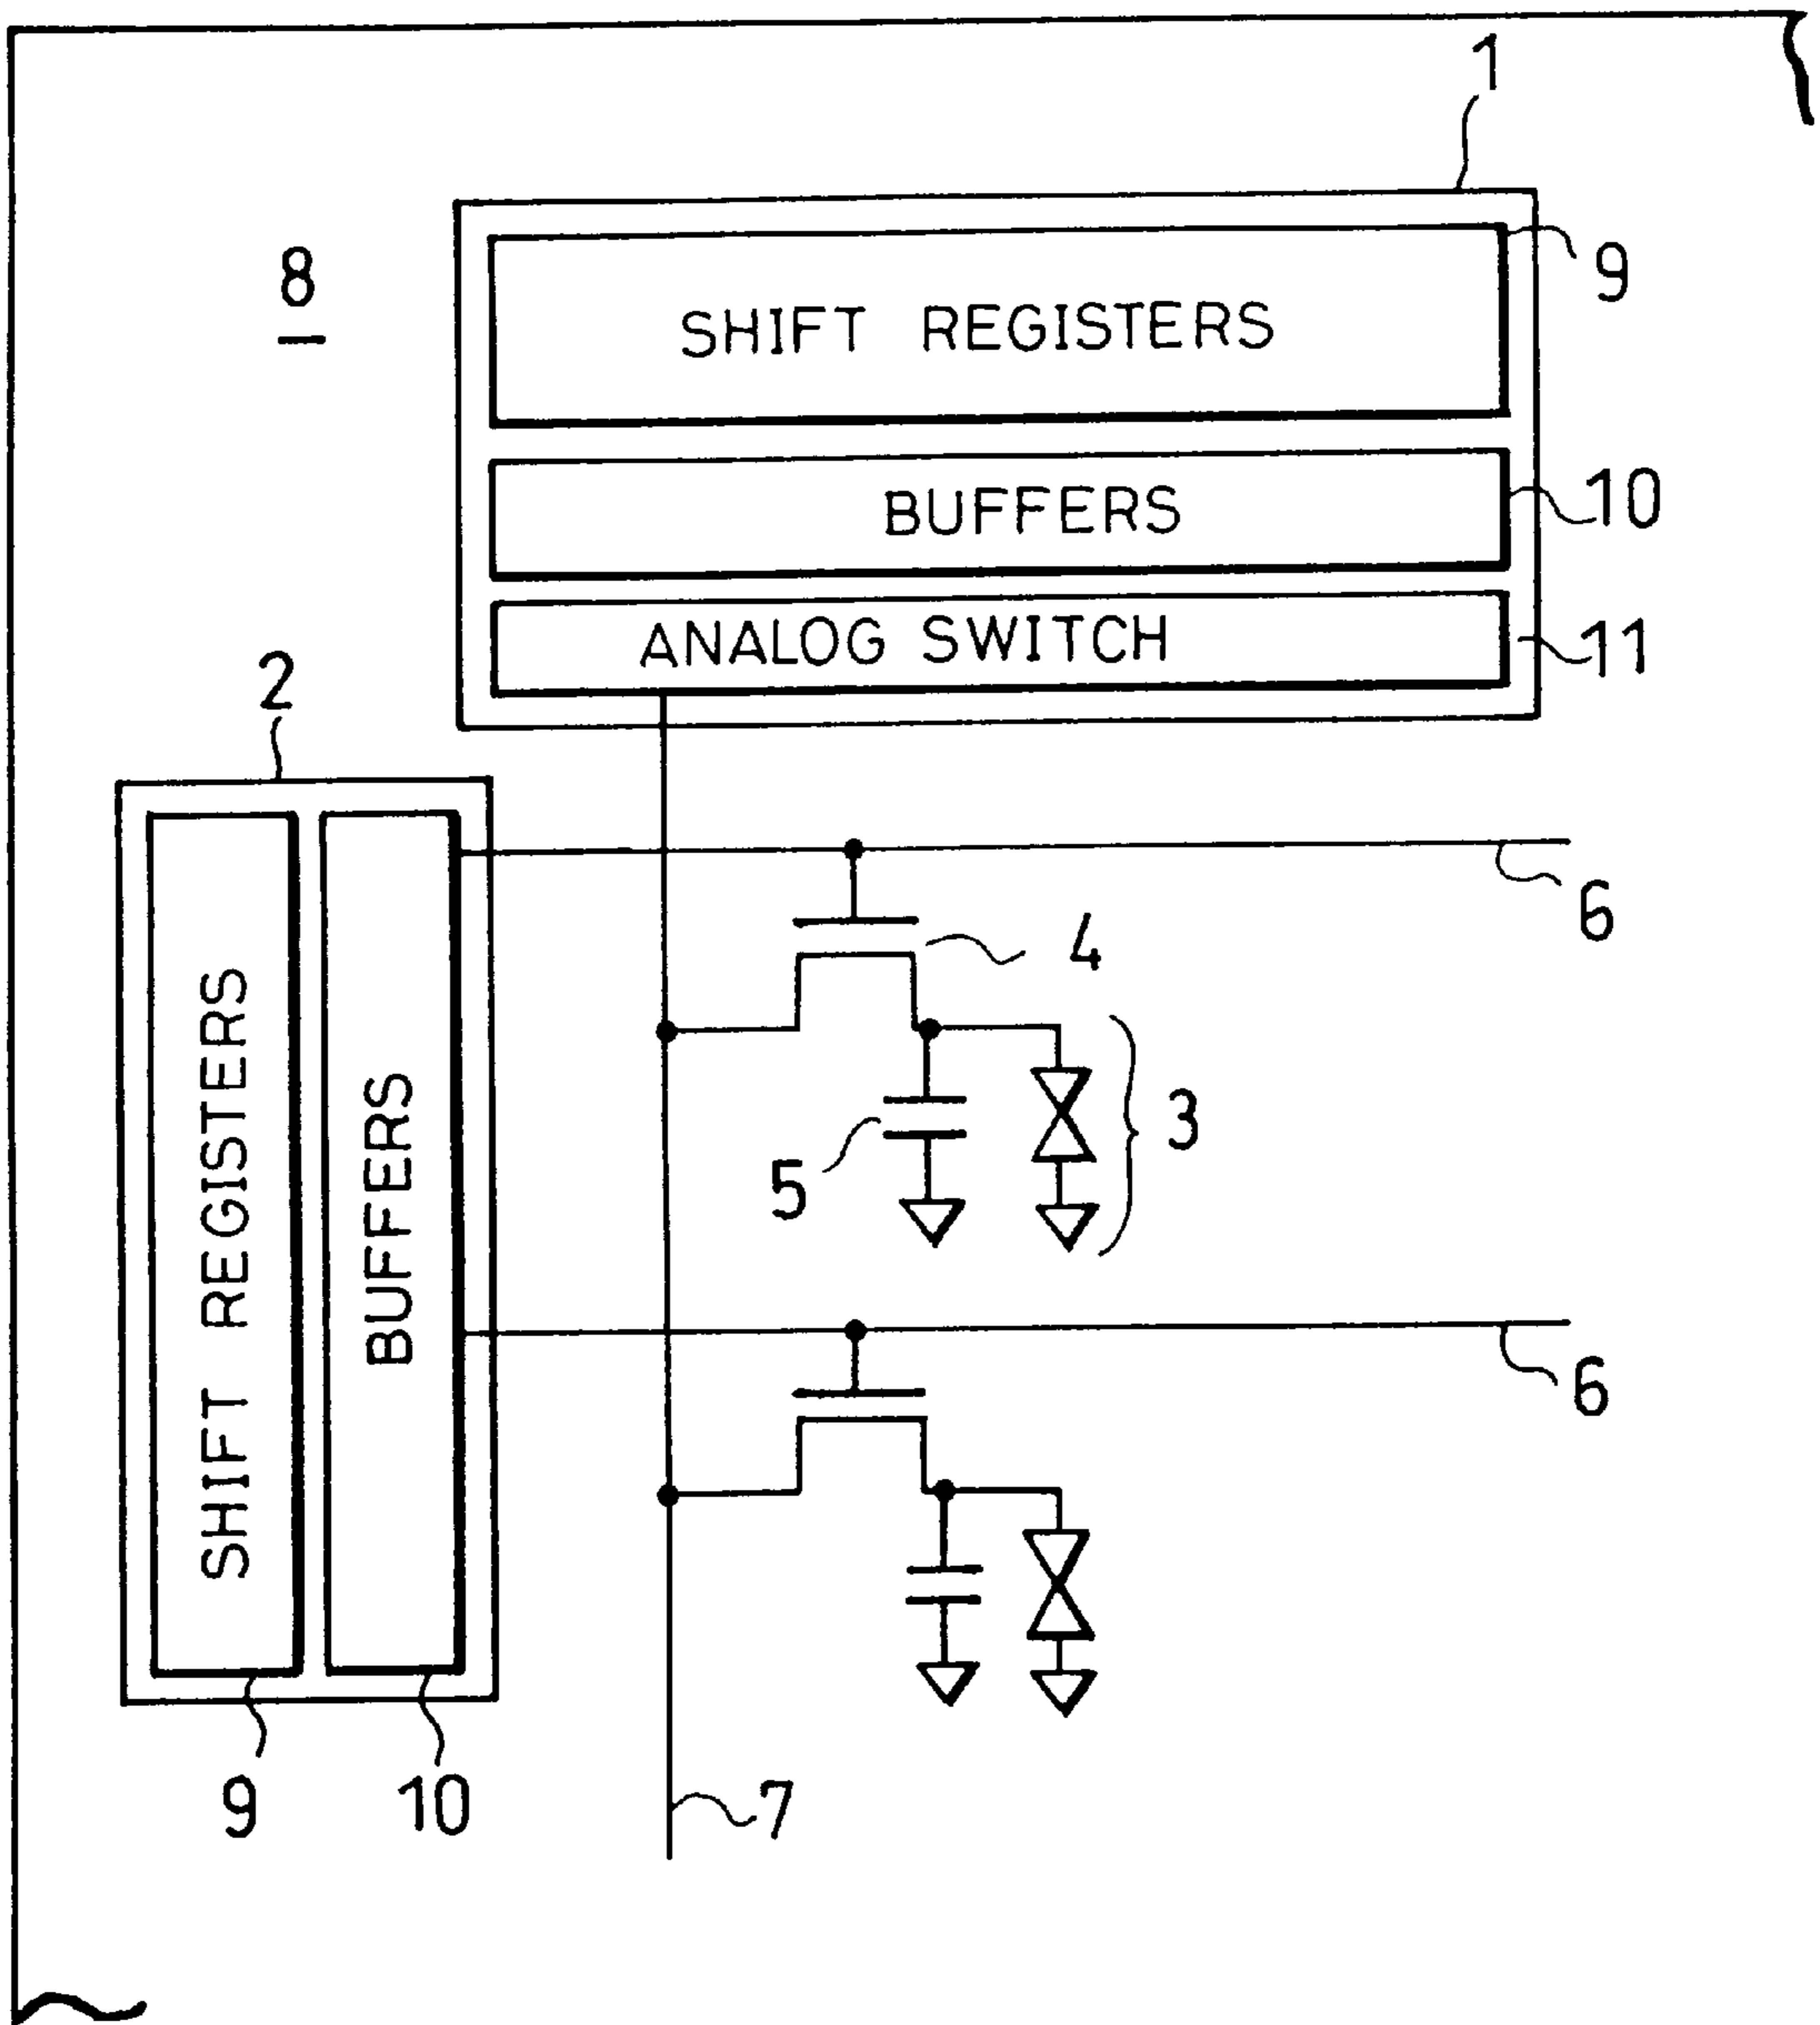 1
8
9
SHIFT REGISTERS
10
BUFFERS
11
ANALOG SWITCH
2
6
4
SHIFT REGISTERS
BUFFERS
3
5
6
9
10
7